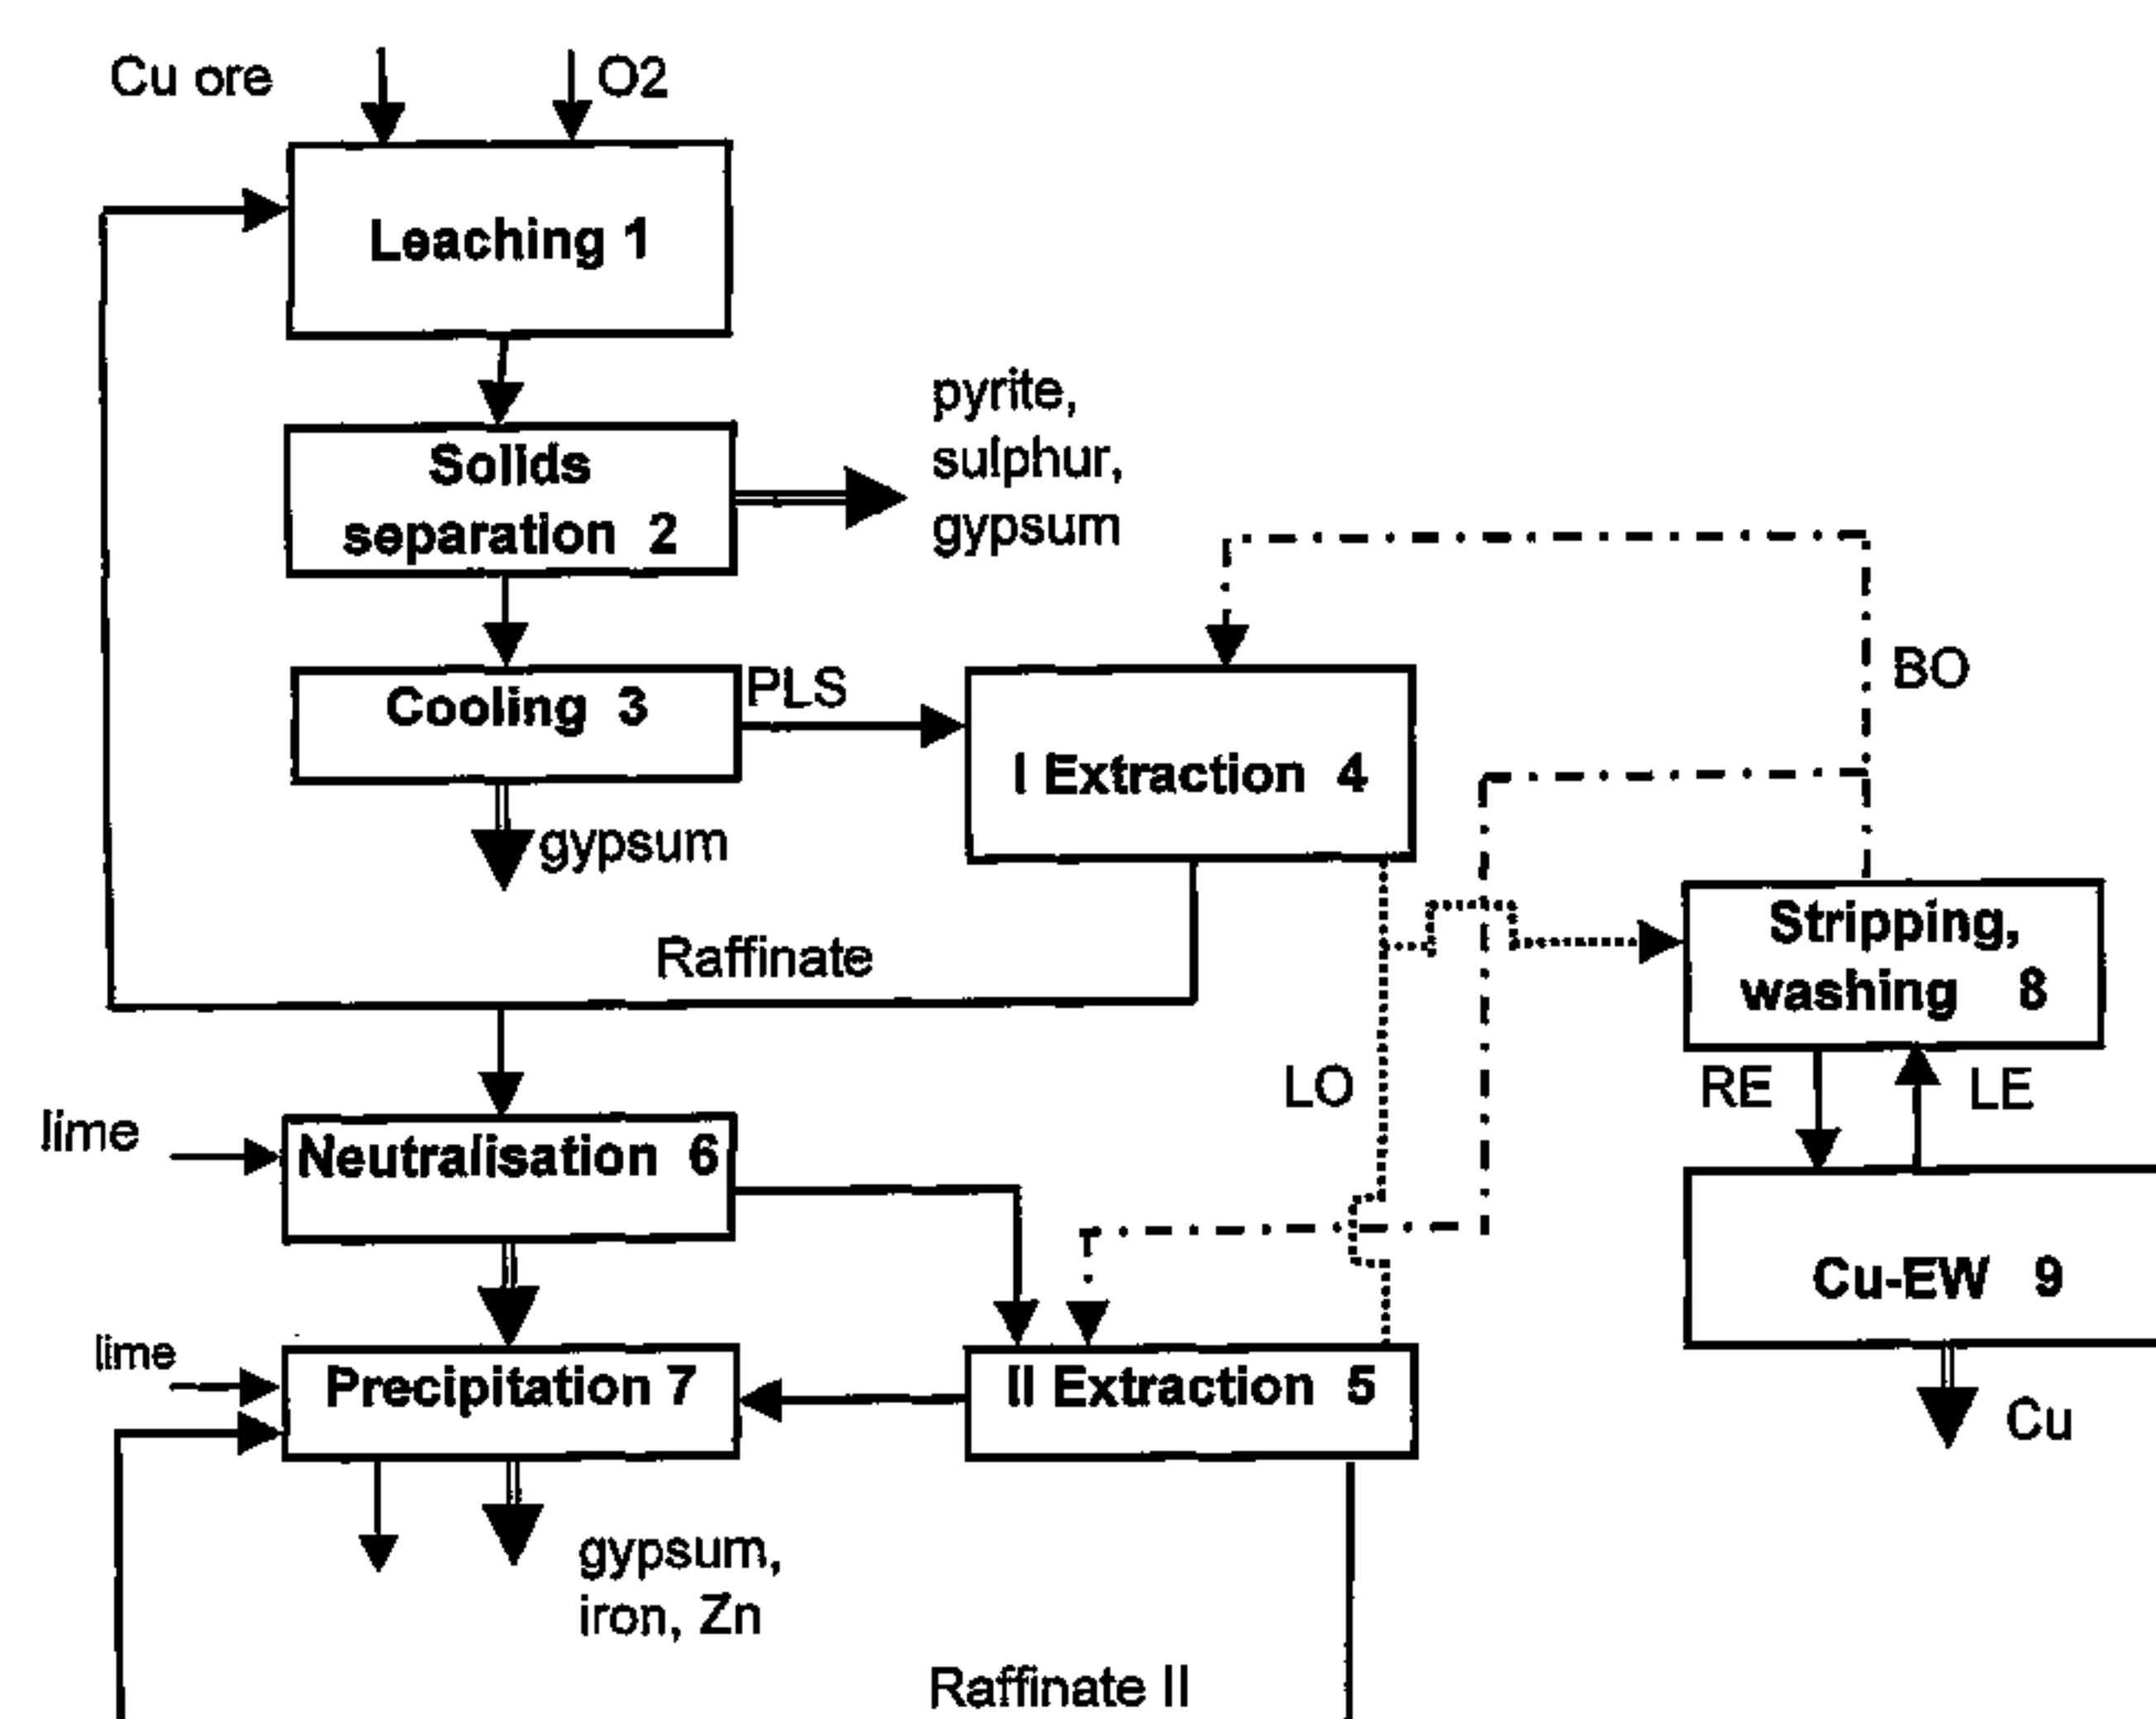 Cu ore
O2
Leaching 1
pyrite,
sulphur,
gypsum
Solids
separation 2
Cooling 3
PLS
I Extraction 4
BO
gypsum
Raffinate
Stripping,
washing 8
LO
RE
LE
lime
Neutralisation 6
Cu-EW 9
lime
Precipitation 7
II Extraction 5
Cu
gypsum,
iron, Zn
Raffinate II